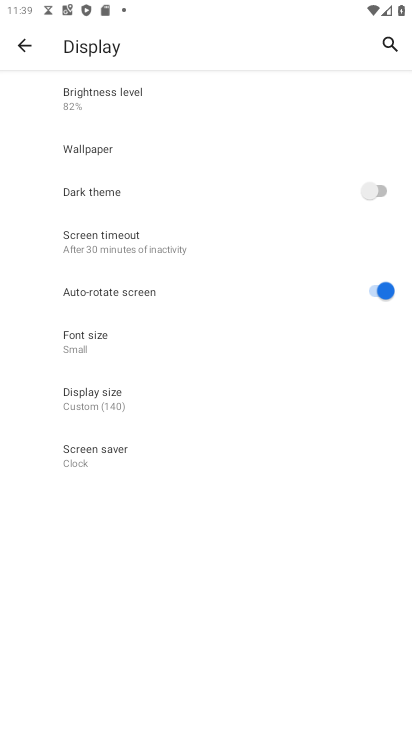 11:39
Display
Brightness level
82%
Wallpaper
Dark theme
Screen timeout
After 30 minutes of inactivity
Auto-rotate screen
Font size
Small
Display size
Custom (140)
Screen saver
Clock